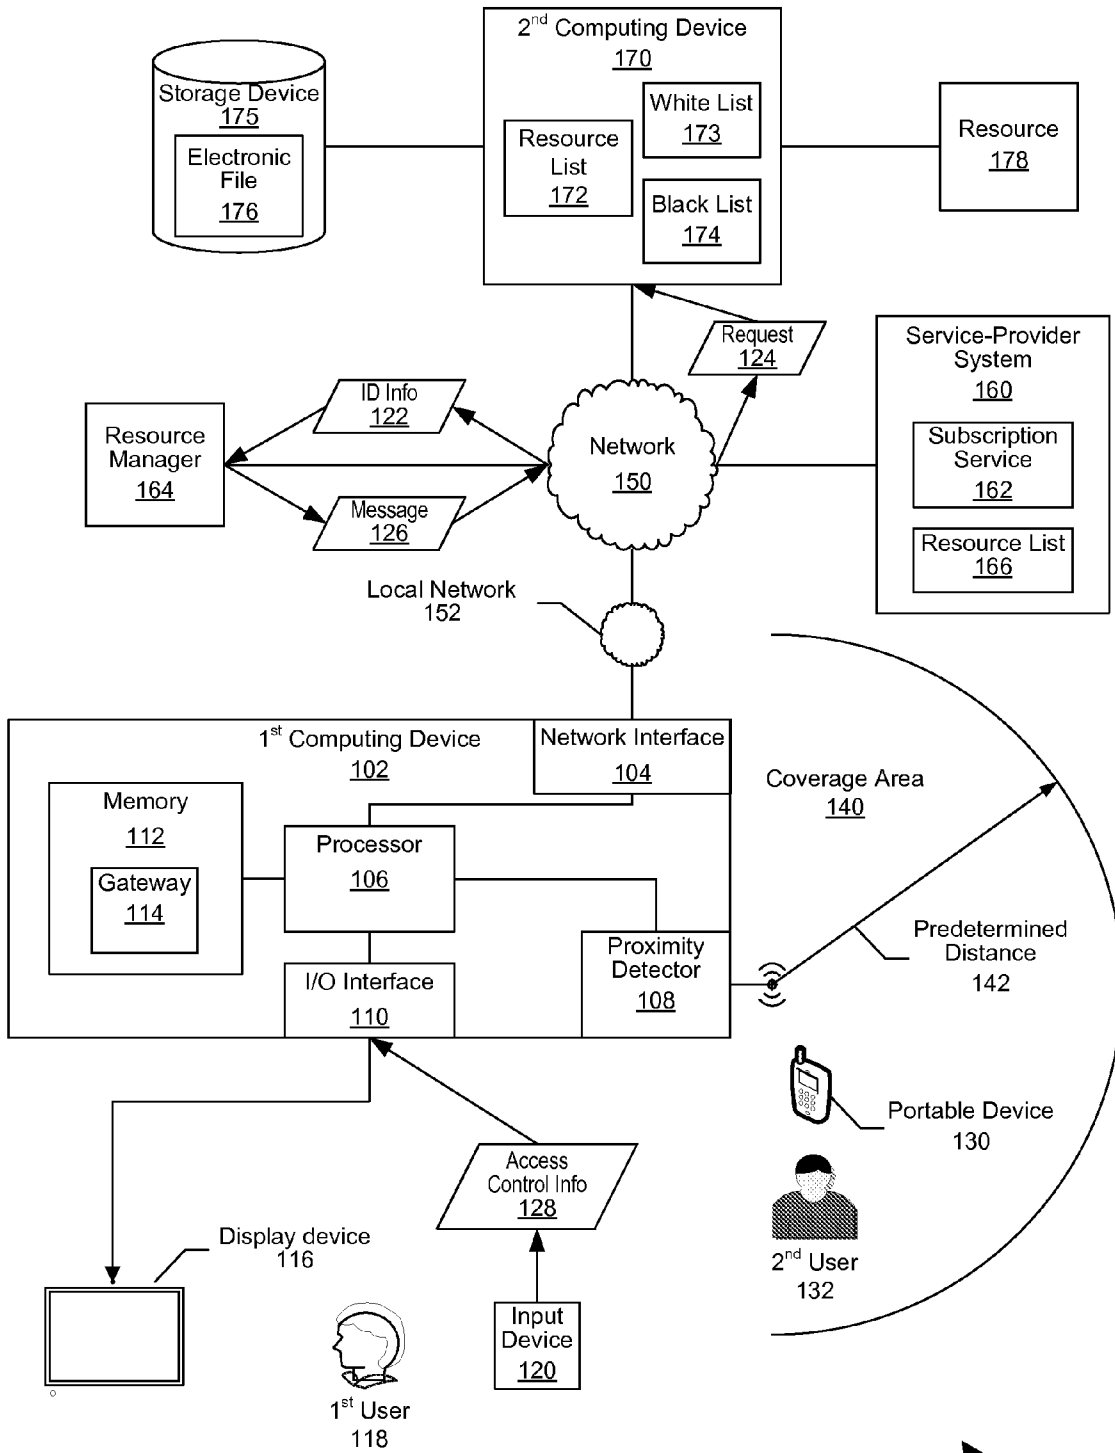 2nd Computing Device
170
Storage Device
175
Electronic
File
176
Resource
List
172
White List
173
Black List
174
Resource
178
Request
124
Service-Provider
System
160
Subscription
Service
162
Resource List
166
ID Info
122
Resource
Manager
164
Message
126
Network
150
Local Network
152
1st Computing Device
102
Network Interface
104
Memory
112
Gateway
114
Processor
106
I/O Interface
110
Proximity
Detector
108
Coverage Area
140
Predetermined
Distance
142
Portable Device
130
2nd User
132
Access
Control Info
128
Display device
116
Input
Device
120
1st User
118